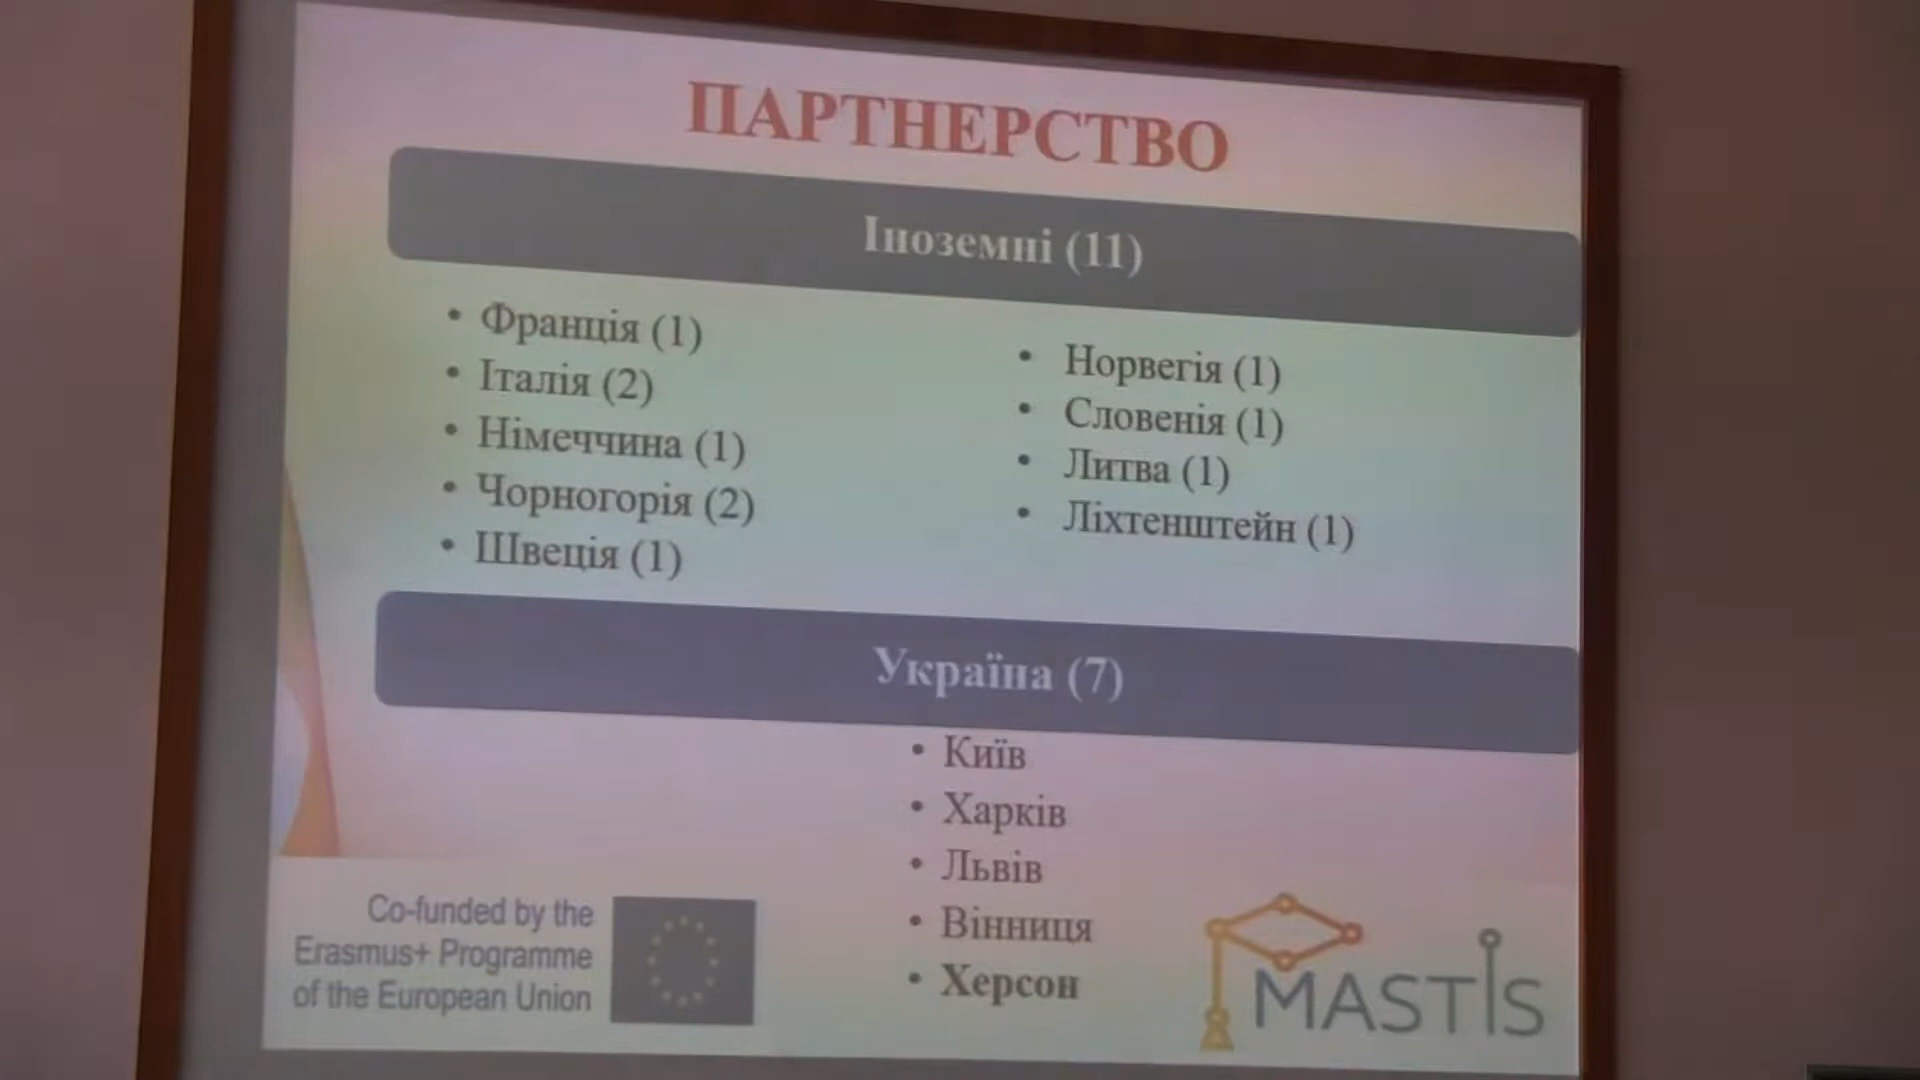 ПАРТНЕРСТВО
Іноземні (11)
• Франція (1)
• Італія (2)
• Німеччина (1)
• Чорногорія (2)
• Швеція (1)
• Норвегія (1)
• Словенія (1)
• Литва (1)
• Ліхтенштейн (1)
Україна (7)
• Київ
• Харків
• Львів
• Вінниця
• Херсон
Co-funded by the
Erasmus+ Programme
of the European Union
MASTIS